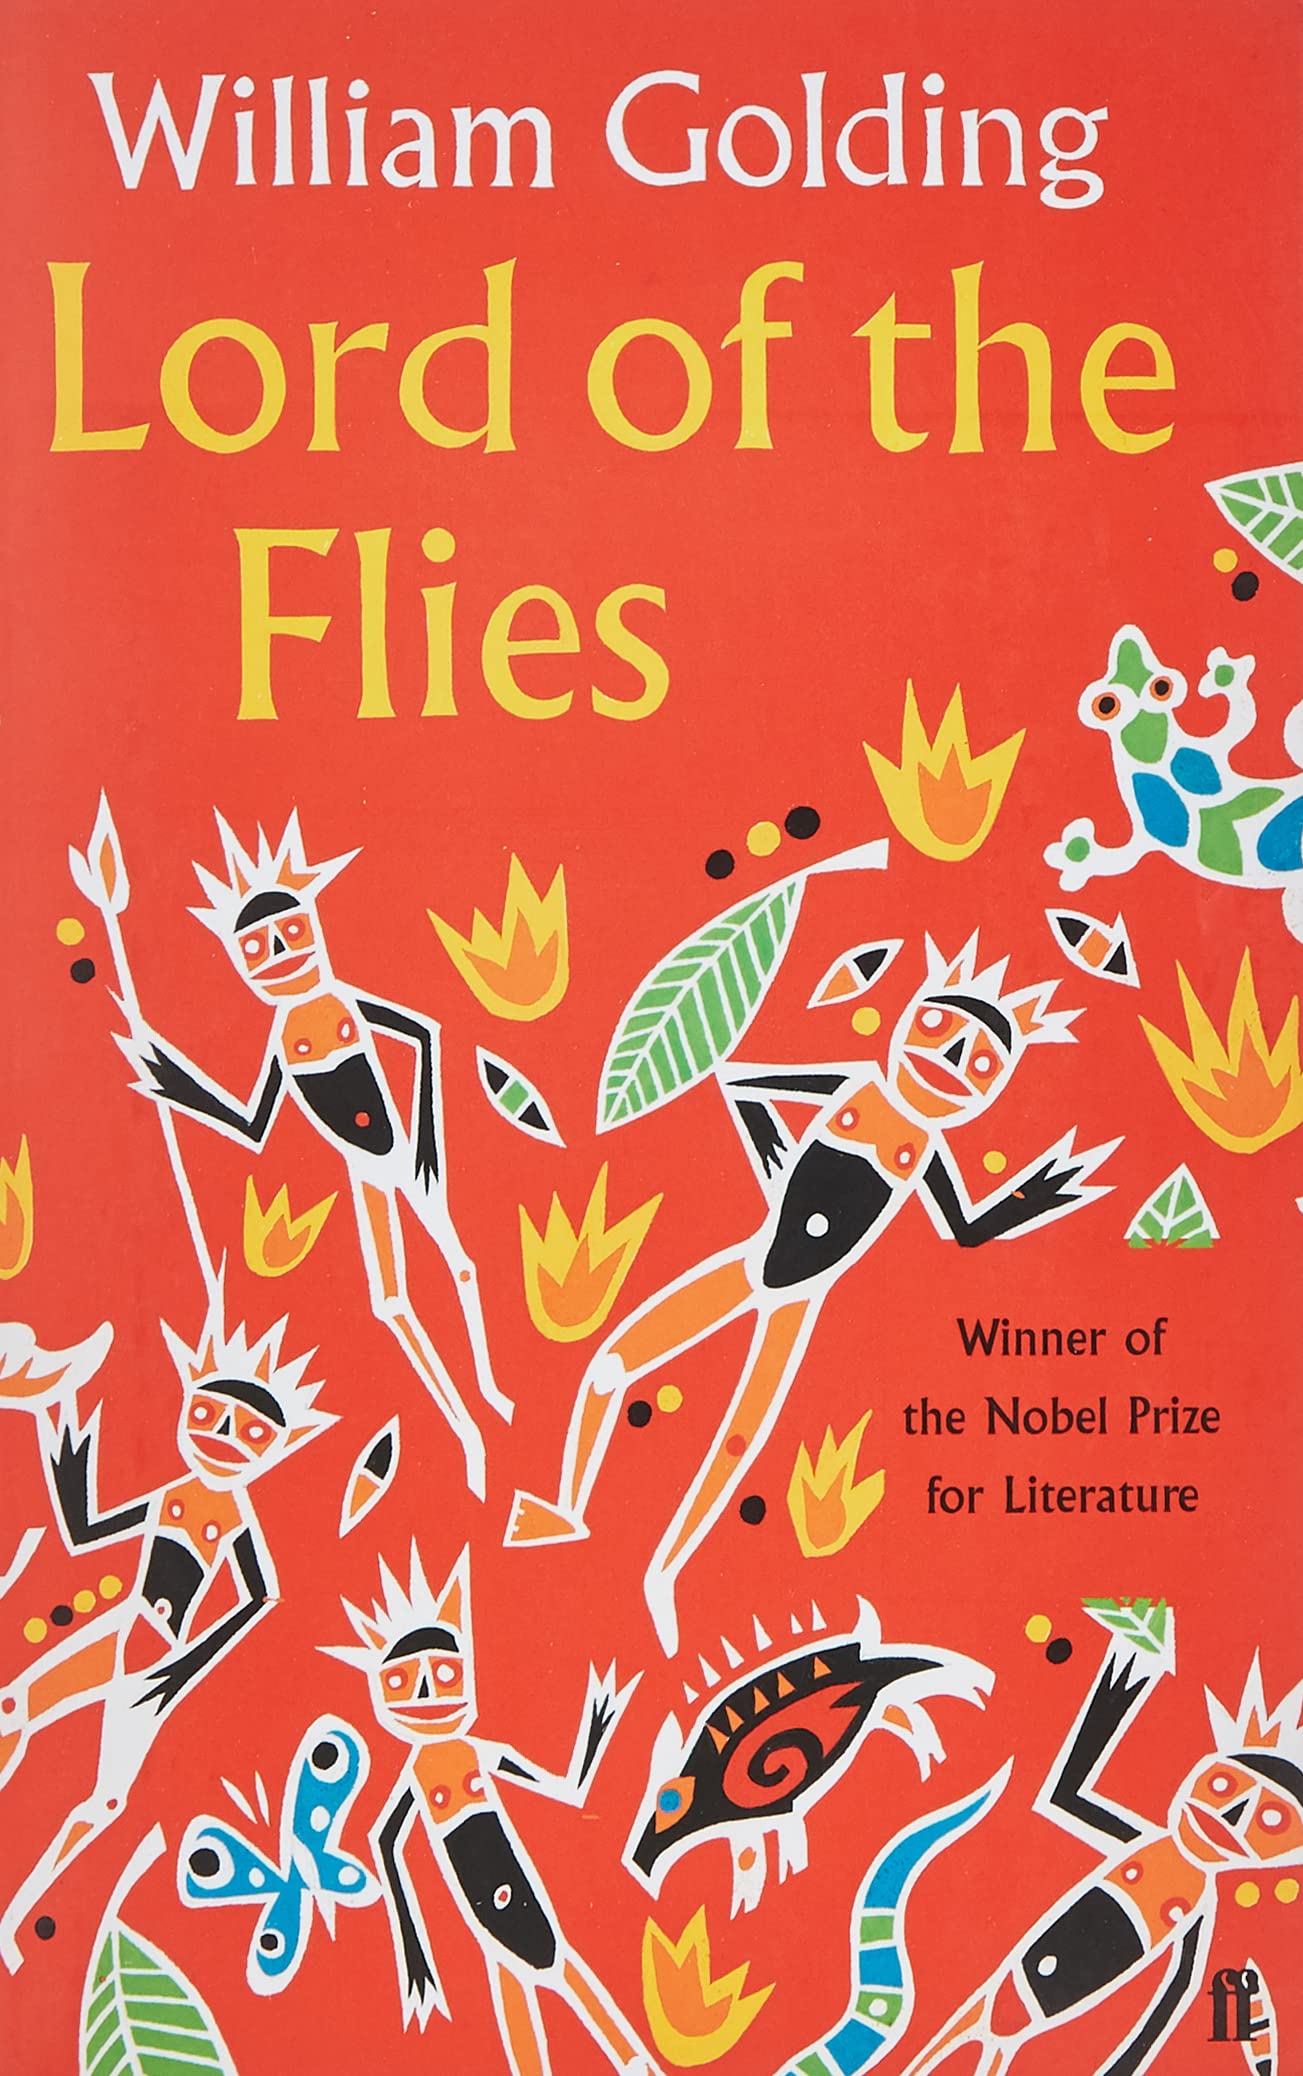 William Golding
Lord of the
Flies
Winner of
the Nobel Prize
for Literature
ff